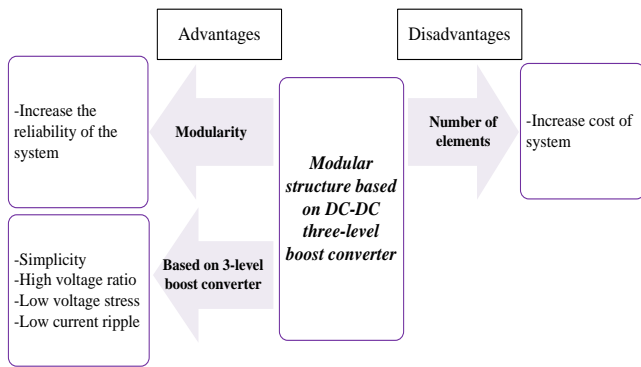 Advantages
Disadvantages
-Increase the
reliability of the
system
Modularity
Modular
structure based
on DC-DC
three-level
boost converter
Number of
elements
-Increase cost of
system
-Simplicity
-High voltage ratio
-Low voltage stress
-Low current ripple
Based on 3-level
boost converter